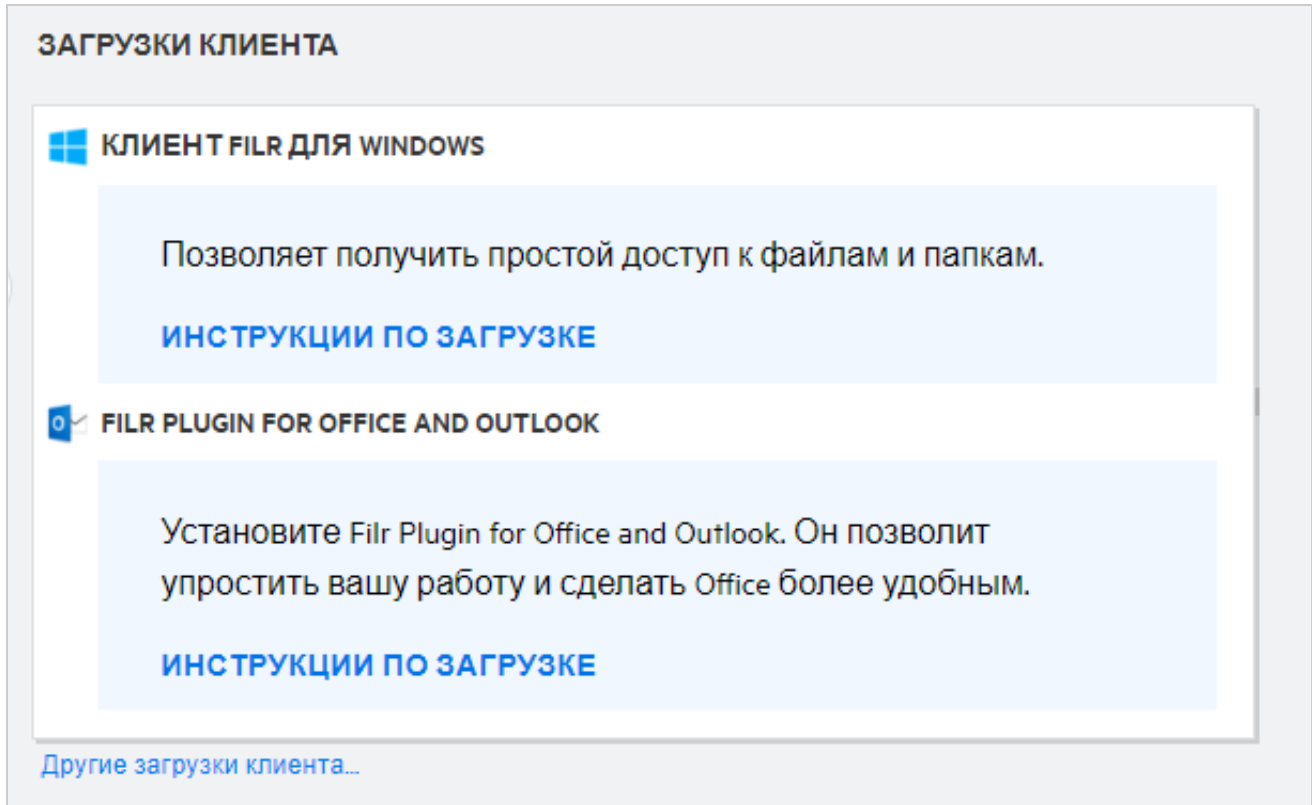 ЗАГРУЗКИ КЛИЕНТА
КЛИЕНТ FILR ДЛЯ WINDOWS
Позволяет получить простой доступ к файлам и папкам.
ИНСТРУКЦИИ ПО ЗАГРУЗКЕ
FILR PLUGIN FOR OFFICE AND OUTLOOK
Установите Filr Plugin for Office and Outlook. Он позволит
упростить вашу работу и сделать Office более удобным.
ИНСТРУКЦИИ ПО ЗАГРУЗКЕ
Другие загрузки клиента...